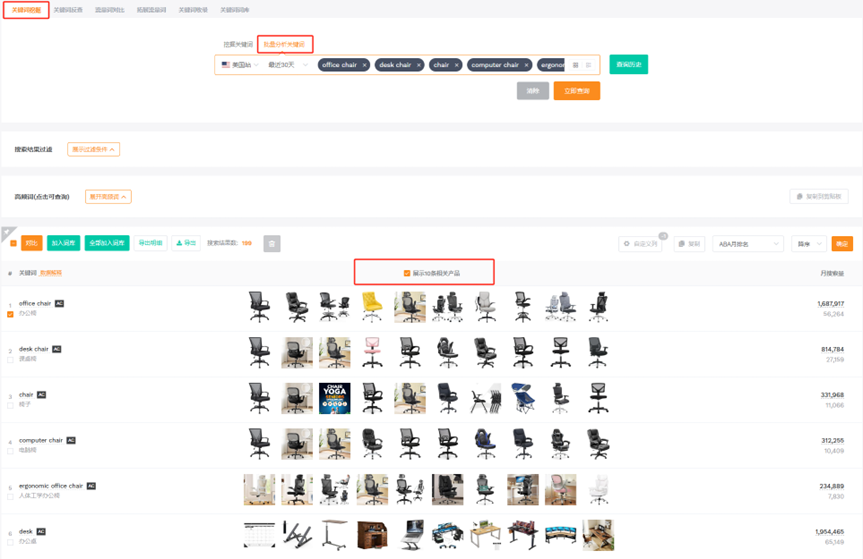 关键词挖掘 关键词反查 流量词对比 拓展流量词 关键词收录 关键词词库
挖掘关键词 批量分析关键词
美国站 最近30天 office chair × desk chair × chair × computer chair × ergonor 查询历史
清除 立即查询
搜索结果过滤 展示过滤条件
高频词(点击可查询) 展开高频词 复制到剪贴板
对比 加入词库 全部加入词库 导出明细 导出 搜索结果数: 自定义列 复制 ABA月排名 降序 确定
# 关键词 展示10条相关产品 月搜索量
1 office chair AC 1,687,917
办公椅 56,264
2 desk chair AC 814,784
课桌椅 27,159
3 chair AC 331,968
椅子 11,066
4 computer chair AC 312,255
电脑椅 10,409
CHAIR
YOGA
5 ergonomic office chair AC 234,889
人体工学办公椅 7,830
6 desk AC 1,954,465
办公桌 65,149